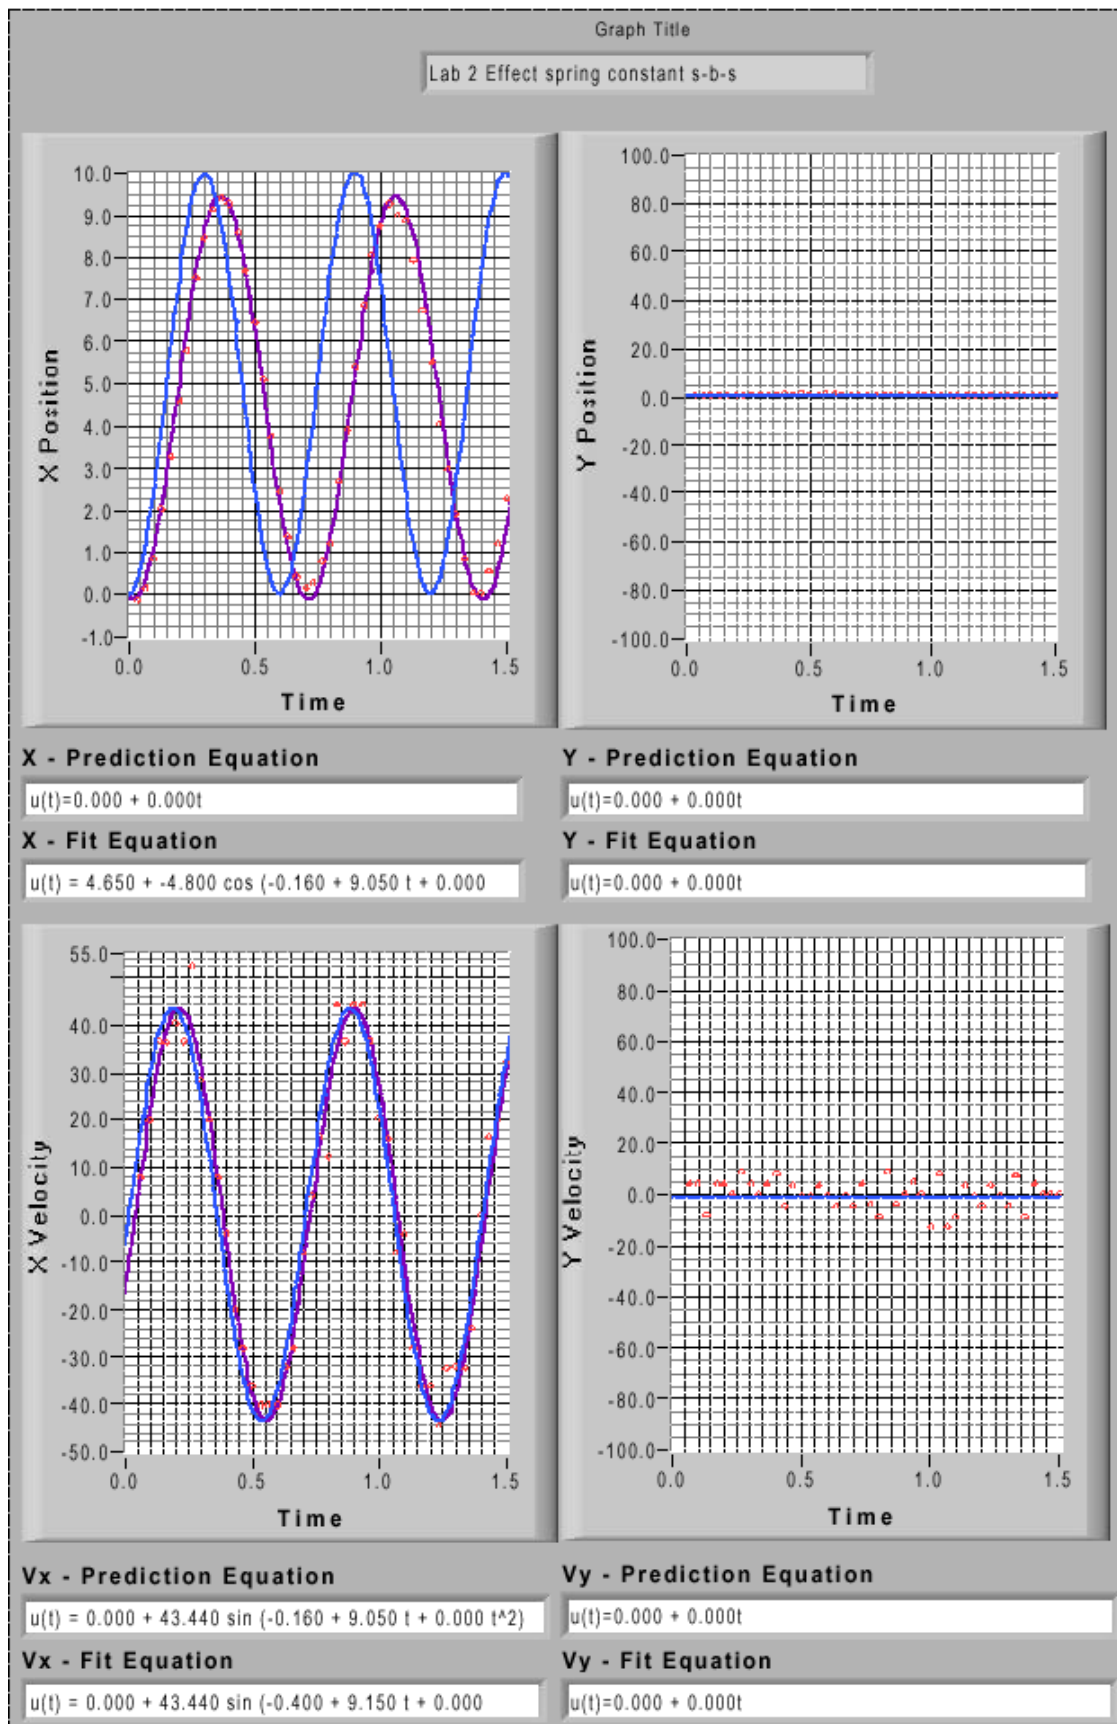 Graph Title
Lab 2 Effect spring constant s-b-s
10.0
9.0
8.0
7.0
6.0
5.0
4.0
3.0
2.0
1.0
0.0
-1.0
X Position
0.0 0.5 1.0 1.5
Time
100.0
80.0
60.0
40.0
20.0
0.0
-20.0
-40.0
-60.0
-80.0
-100.0
Y Position
0.0 0.5 1.0 1.5
Time
X - Prediction Equation
u(t)=0.000 + 0.000t
X - Fit Equation
u(t) = 4.650 + -4.800 cos (-0.160 + 9.050 t + 0.000
Y - Prediction Equation
u(t)=0.000 + 0.000t
Y - Fit Equation
u(t)=0.000 + 0.000t
55.0
40.0
30.0
20.0
10.0
0.0
-10.0
-20.0
-30.0
-40.0
-50.0
X Velocity
0.0 0.5 1.0 1.5
Time
100.0
80.0
60.0
40.0
20.0
0.0
-20.0
-40.0
-60.0
-80.0
-100.0
Y Velocity
0.0 0.5 1.0 1.5
Time
Vx - Prediction Equation
u(t) = 0.000 + 43.440 sin (-0.160 + 9.050 t + 0.000 t^2)
Vx - Fit Equation
u(t) = 0.000 + 43.440 sin (-0.400 + 9.150 t + 0.000
Vy - Prediction Equation
u(t)=0.000 + 0.000t
Vy - Fit Equation
u(t)=0.000 + 0.000t